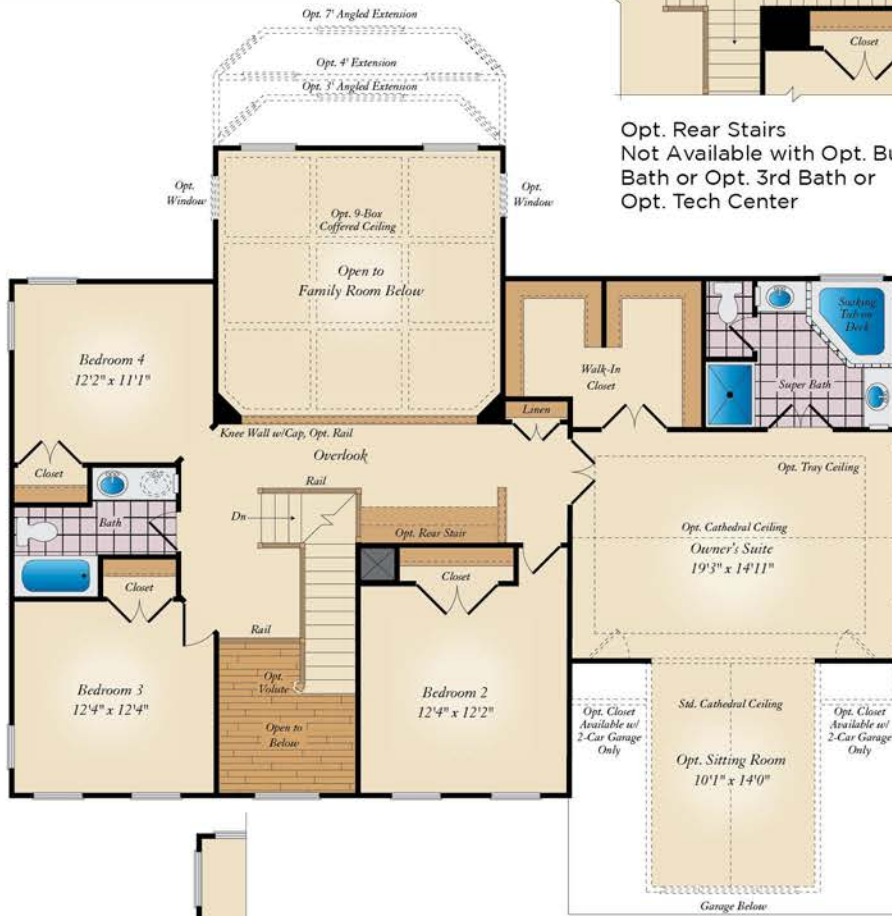 Opt. 7' Angled Extension
Opt. 4' Extension
Opt. 3' Angled Extension
Closet
Opt. Rear Stairs
Not Available with Opt.
Bath or Opt. 3rd Bath or
Opt. Tech Center
Opt.
Window
Opt.
Window
Opt. 9-Box
Coffered Ceiling
Open to
Family Room Below
Bedroom 4
12'2" x 11'1"
Walk-In
Closet
Soaking
Tub on
Deck
Super Bath
Linen
Knee Wall w/Cap, Opt. Rail
Overlook
Closet
Rail
Dn
Bath
Opt. Rear Stair
Opt. Tray Ceiling
Opt. Cathedral Ceiling
Owner's Suite
19'3" x 14'11"
Closet
Closet
Rail
Bedroom 3
12'4" x 12'4"
Opt.
Volute
Open to
Below
Bedroom 2
12'4" x 12'2"
Opt. Closet
Available w/
2-Car Garage
Only
Std. Cathedral Ceiling
Opt. Sitting Room
10'1" x 14'0"
Opt. Closet
Available w/
2-Car Garage
Only
Garage Below